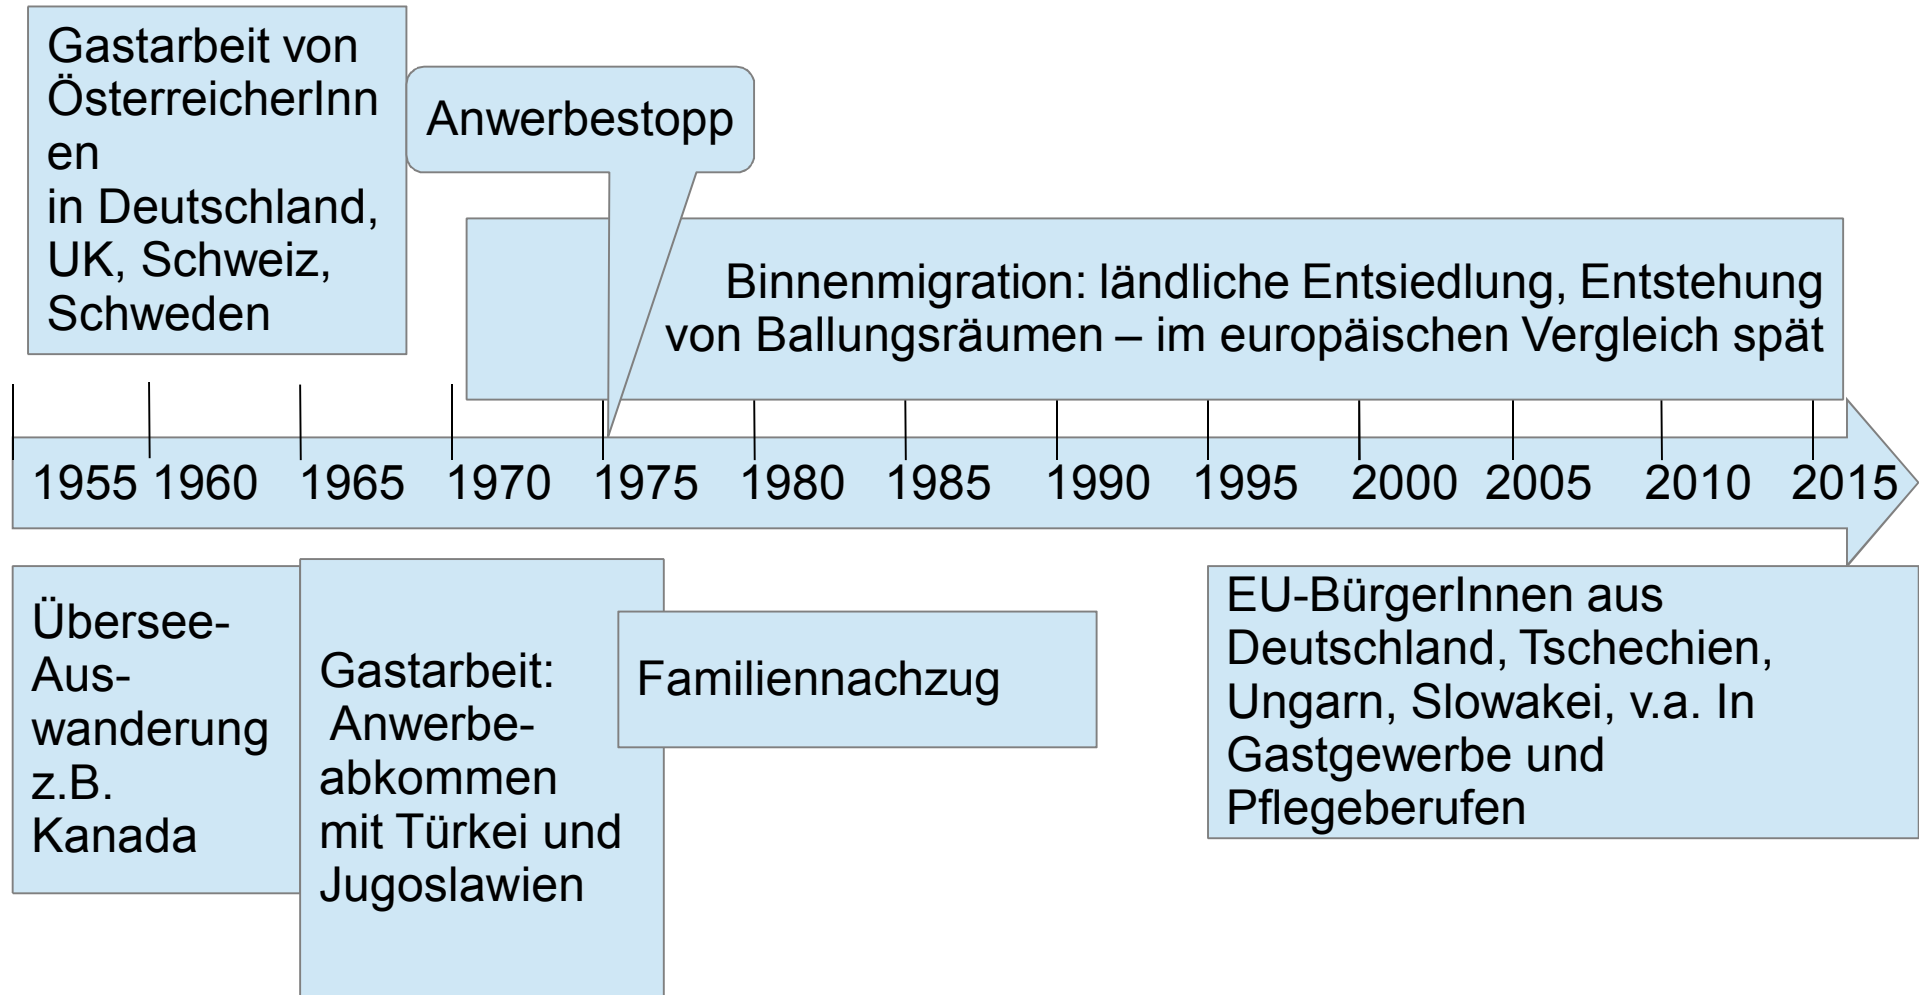 Gastarbeit von
ÖsterreicherInn
en
in Deutschland,
UK, Schweiz,
Schweden
Anwerbestopp
Binnenmigration: ländliche Entsiedlung, Entstehung
von Ballungsräumen – im europäischen Vergleich spät
1955 1960 1965 1970 1975 1980 1985 1990 1995 2000 2005 2010 2015
Übersee-
Aus-
wanderung
z.B.
Kanada
Gastarbeit:
Anwerbe-
abkommen
mit Türkei und
Jugoslawien
Familiennachzug
EU-BürgerInnen aus
Deutschland, Tschechien,
Ungarn, Slowakei, v.a. In
Gastgewerbe und
Pflegeberufen